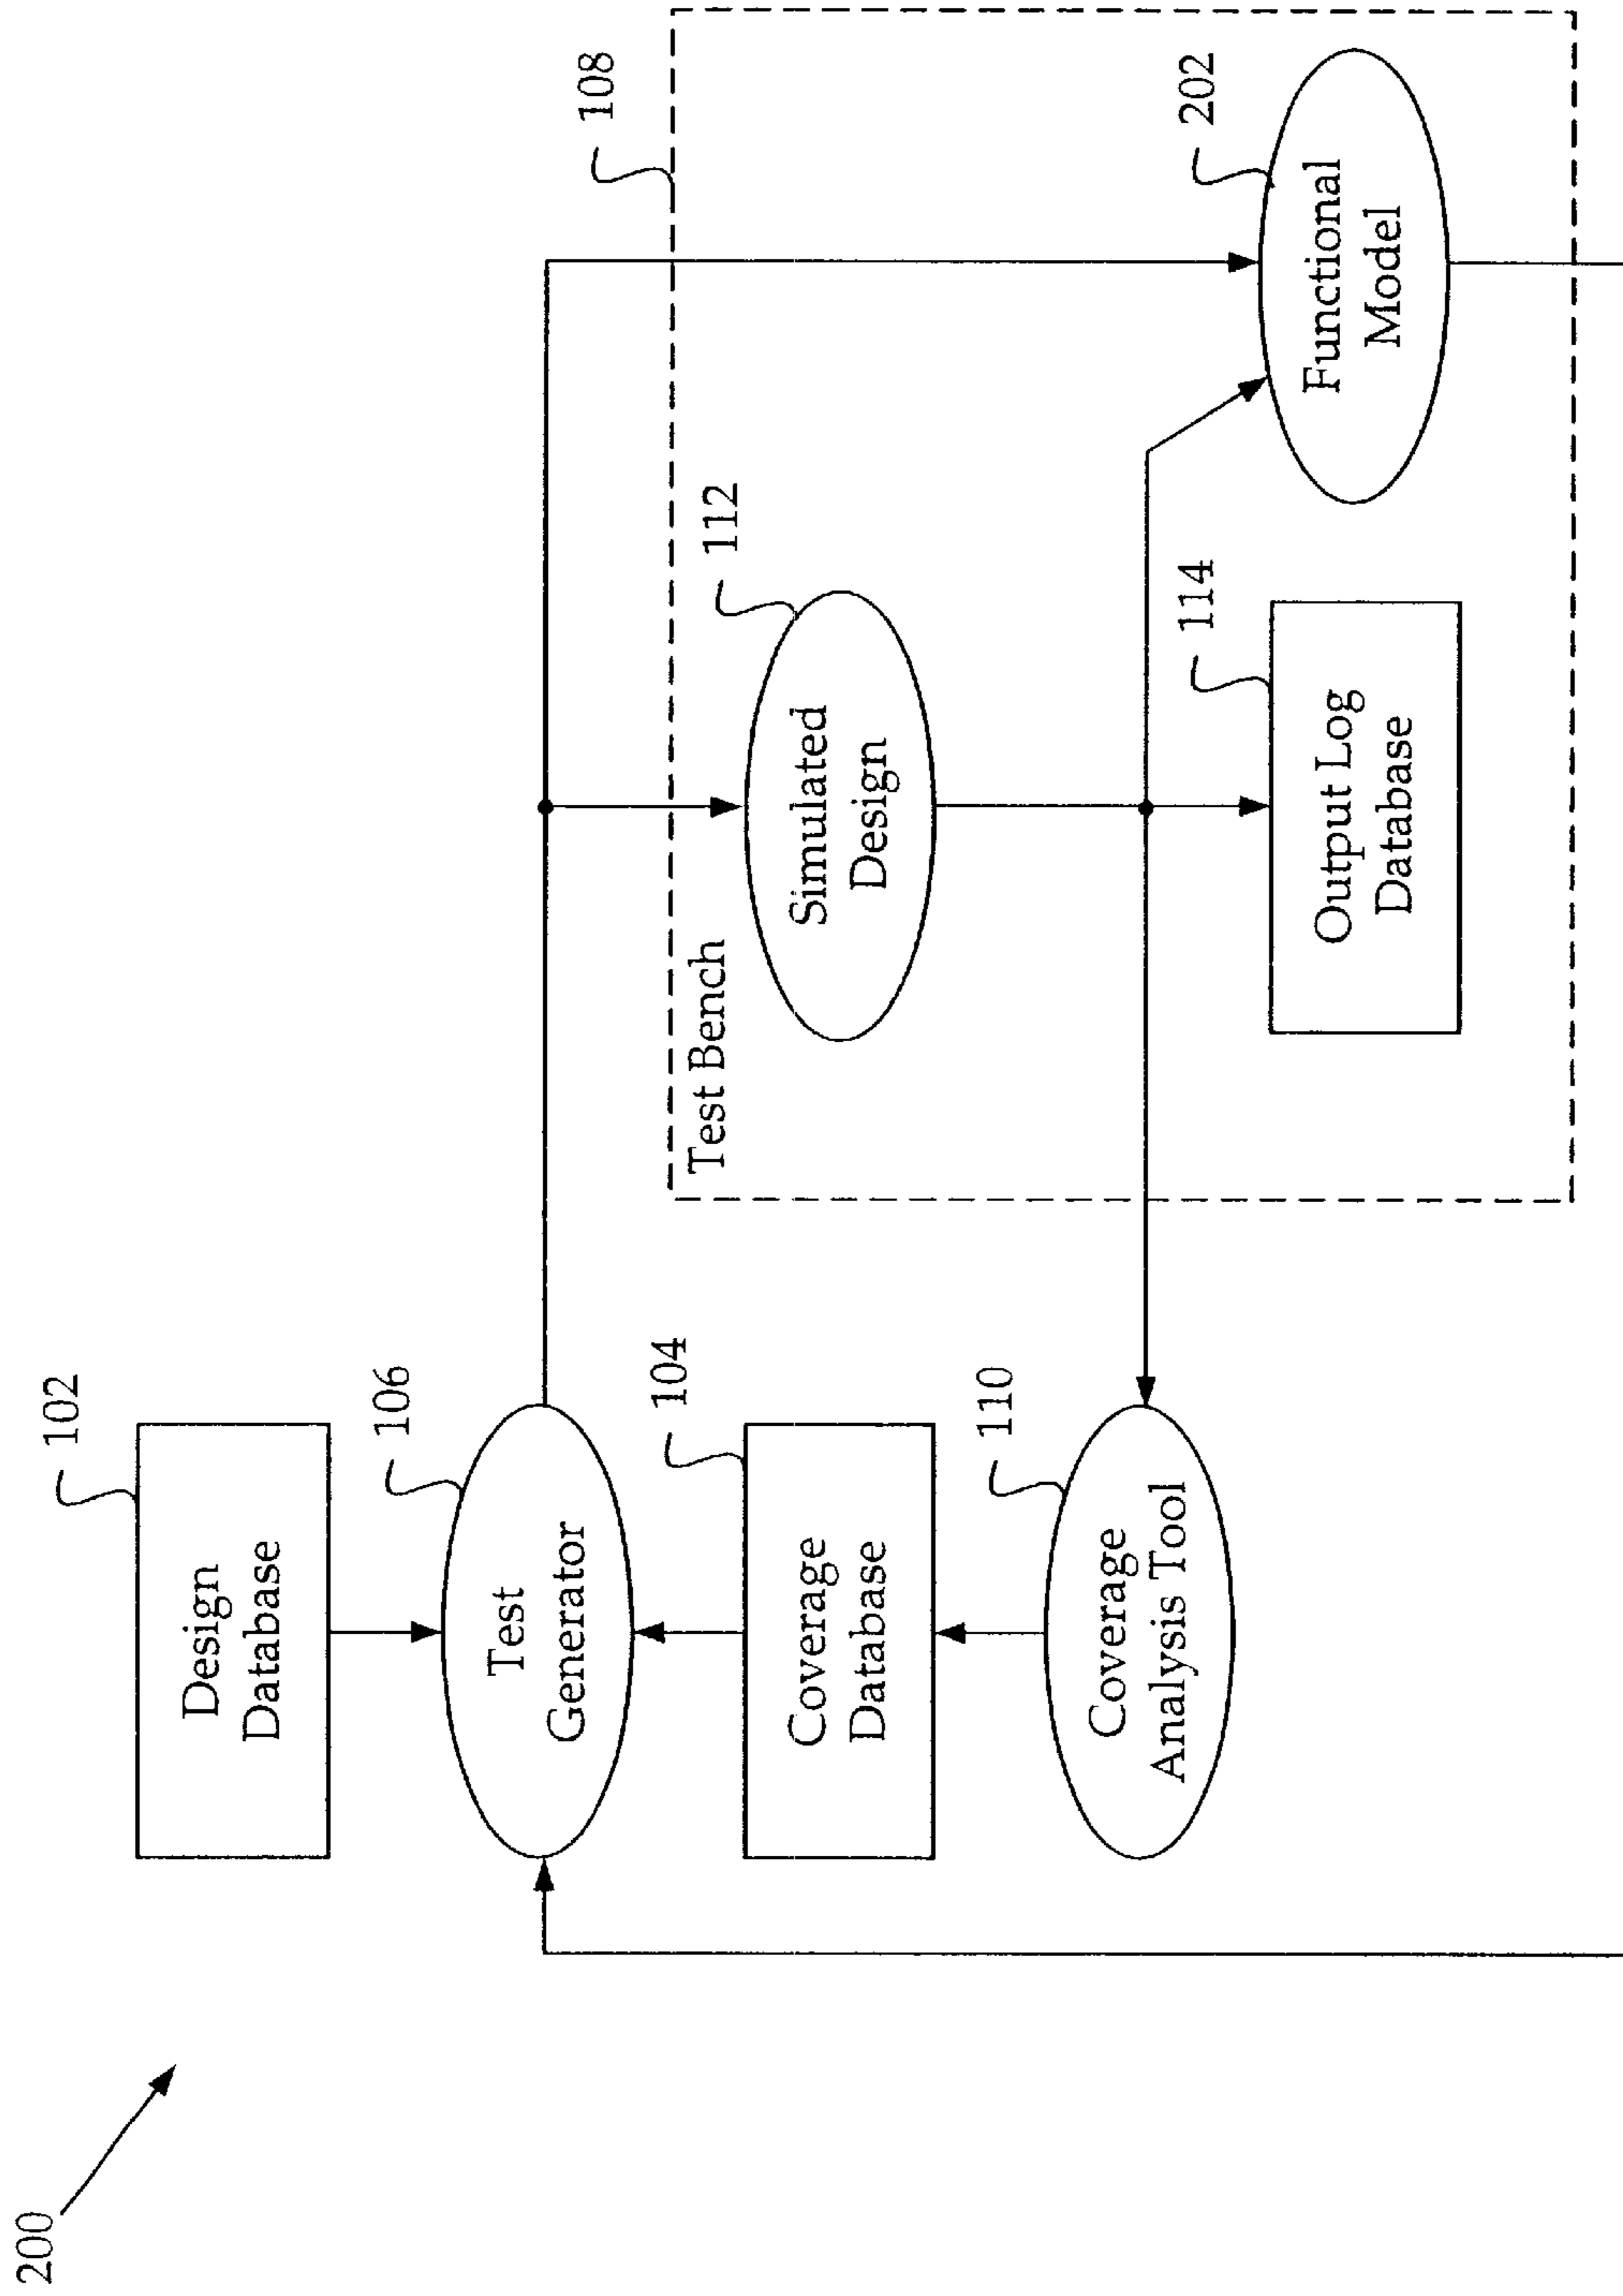 200
102
Design
Database
106
Test
Generator
104
Coverage
Database
110
Coverage
Analysis Tool
108
Test Bench
112
Simulated
Design
114
Output Log
Database
202
Functional
Model